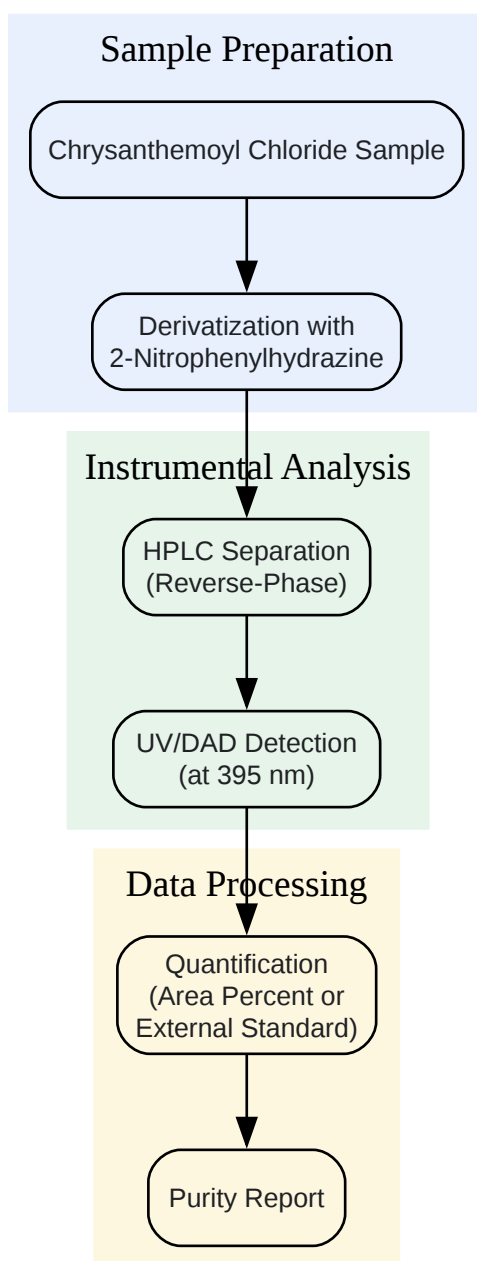 Sample Preparation
Chrysanthemoyl Chloride Sample
Derivatization with
2-Nitrophenylhydrazine
Instrumental Analysis
HPLC Separation
(Reverse-Phase)
UV/DAD Detection
(at 395 nm)
Data Processing
Quantification
(Area Percent or
External Standard)
Purity Report